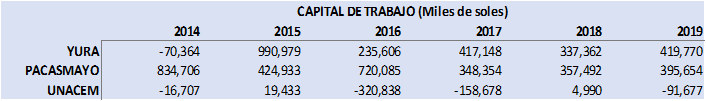 CAPITAL DE TRABAJO (Miles de soles)
2014 2015 2016 2017 2018 2019
YURA -70,364 990,979 235,606 417,148 337,362 419,770
PACASMAYO 834,706 424,933 720,085 348,354 357,492 395,654
UNACEM -16,707 19,433 -320,838 -158,678 4,990 -91,677